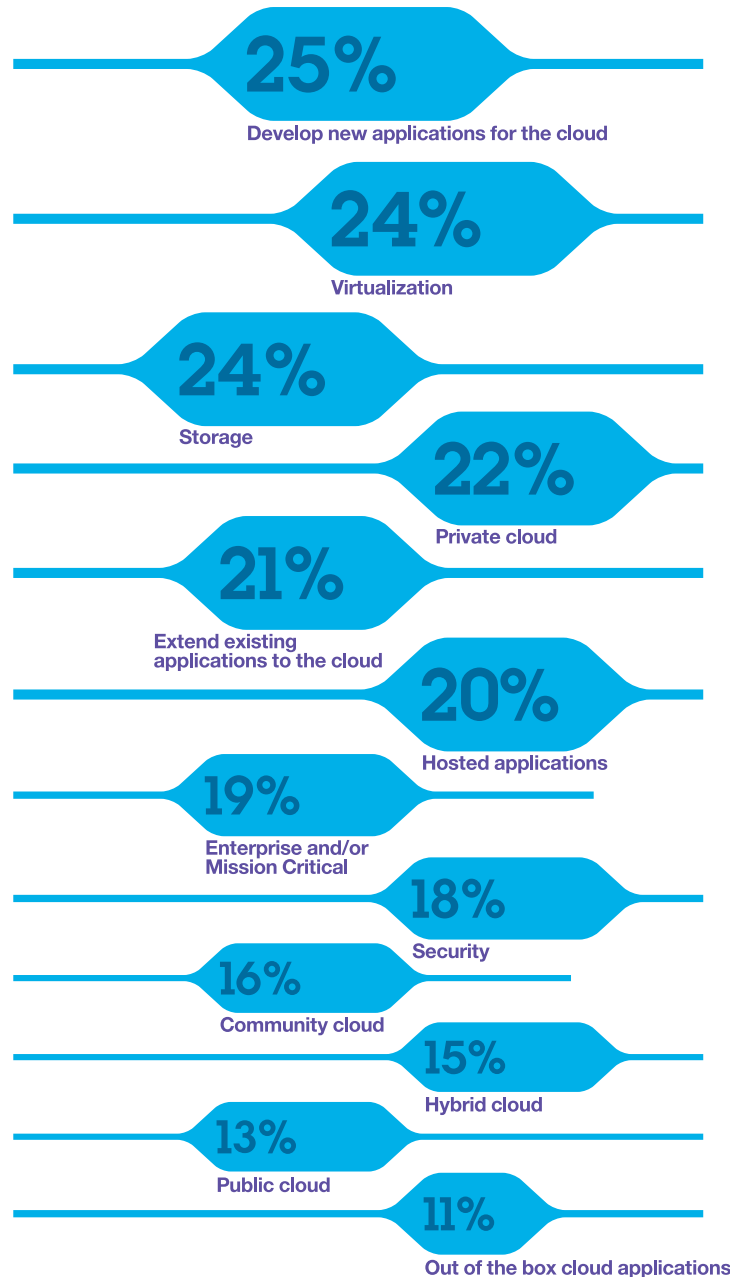 25%
Develop new applications for the cloud
24%
Virtualization
24%
Storage
22%
Private cloud
21%
Extend existing
applications to the cloud
20%
Hosted applications
19%
Enterprise and/or
Mission Critical
18%
Security
16%
Community cloud
15%
Hybrid cloud
13%
Public cloud
11%
Out of the box cloud applications